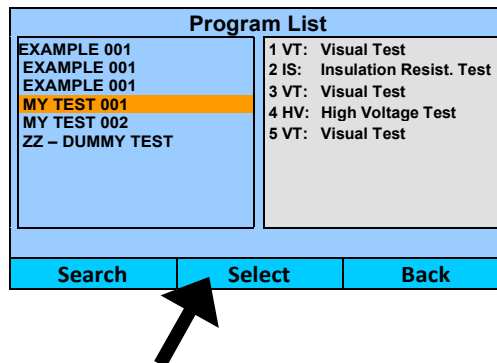 Program List
EXAMPLE 001
EXAMPLE 001
EXAMPLE 001
MY TEST 001
MY TEST 002
ZZ – DUMMY TEST
1 VT: Visual Test
2 IS: Insulation Resist. Test
3 VT: Visual Test
4 HV: High Voltage Test
5 VT: Visual Test
Search Select Back